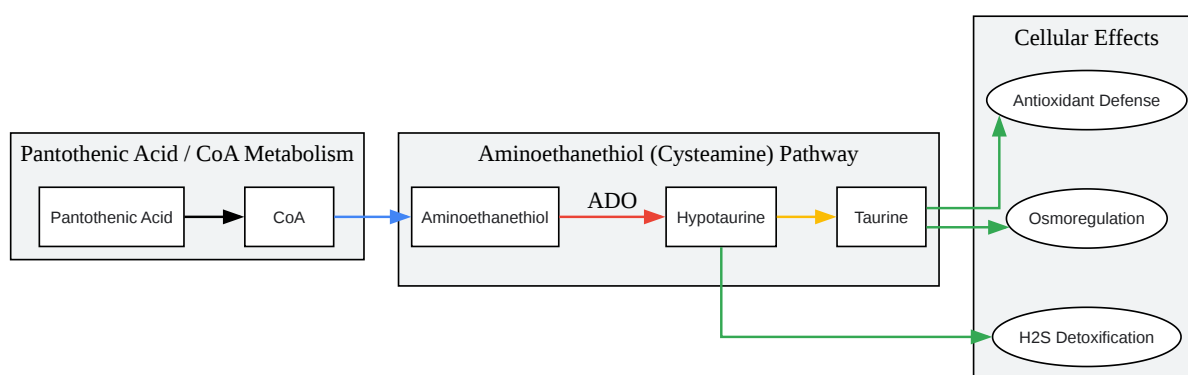 Cellular Effects
Antioxidant Defense
Pantothenic Acid / CoA Metabolism
Aminoethanethiol (Cysteamine) Pathway
ADO
Pantothenic Acid
CoA
Aminoethanethiol
Hypotaurine
Taurine
Osmoregulation
H2S Detoxification